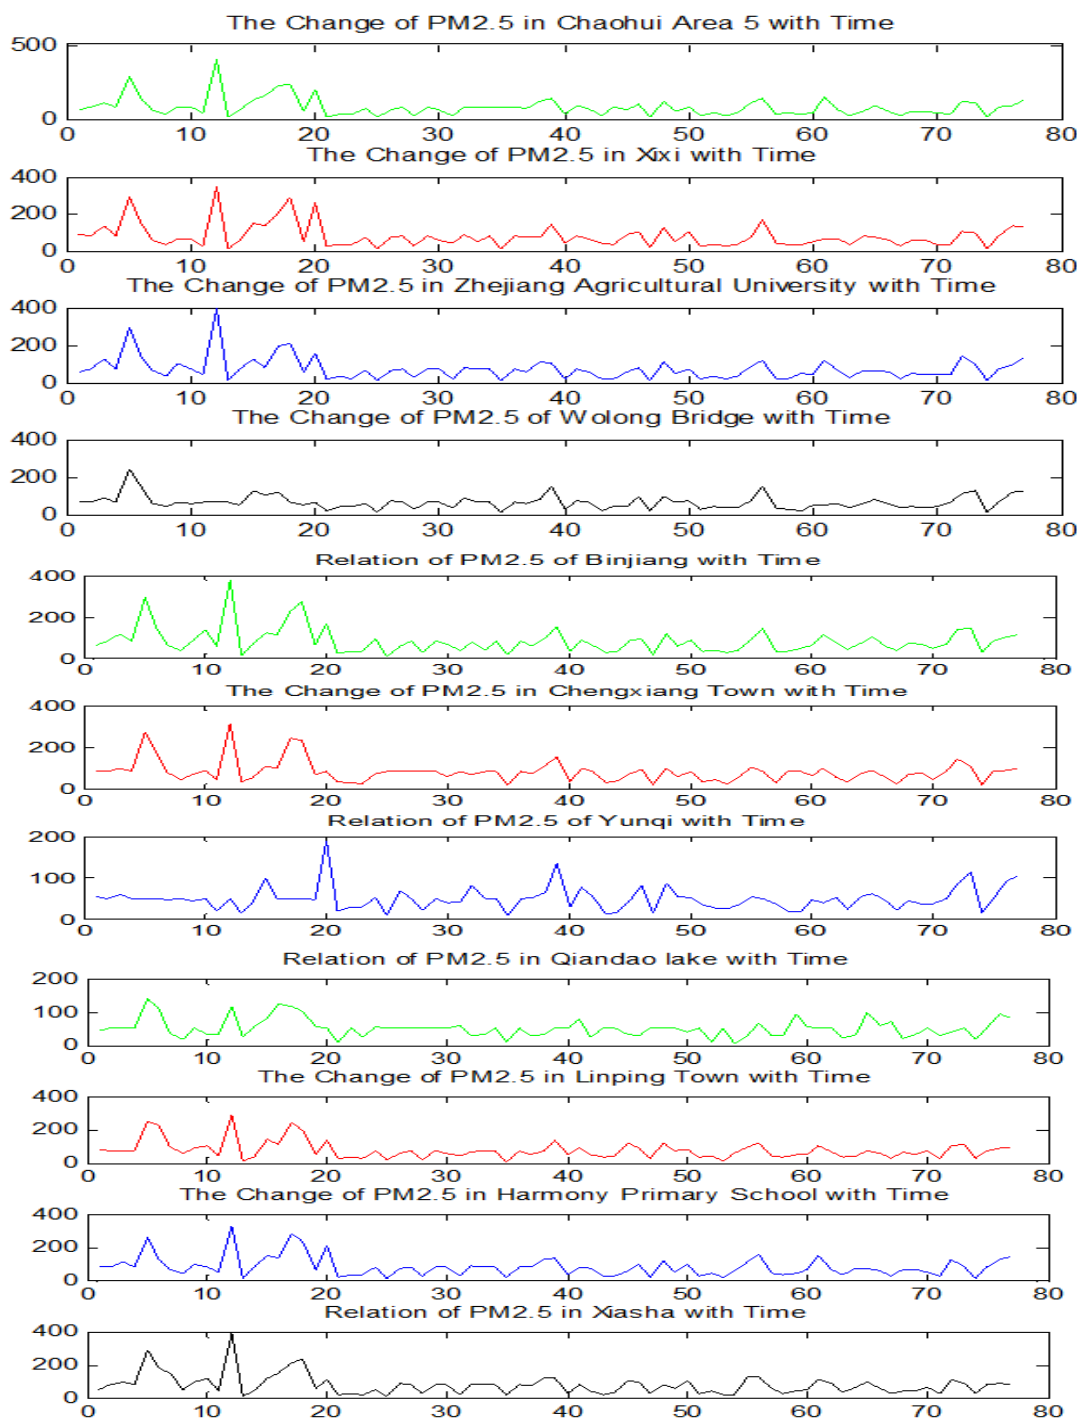 The Change of PM2.5 in Chaohui Area 5 with Time
500
0
0 10 20 30 40 50 60 70 80
The Change of PM2.5 in Xixi with Time
400
200
0
0 10 20 30 40 50 60 70 80
The Change of PM2.5 in Zhejiang Agricultural University with Time
400
200
0
0 10 20 30 40 50 60 70 80
The Change of PM2.5 of Wolong Bridge with Time
400
200
0
0 10 20 30 40 50 60 70 80
Relation of PM2.5 of Binjiang with Time
400
200
0
0 10 20 30 40 50 60 70 80
The Change of PM2.5 in Chengxiang Town with Time
400
200
0
0 10 20 30 40 50 60 70 80
Relation of PM2.5 of Yunqi with Time
200
100
0
0 10 20 30 40 50 60 70 80
Relation of PM2.5 in Qiandao lake with Time
200
100
0
0 10 20 30 40 50 60 70 80
The Change of PM2.5 in Linping Town with Time
400
200
0
0 10 20 30 40 50 60 70 80
The Change of PM2.5 in Harmony Primary School with Time
400
200
0
0 10 20 30 40 50 60 70 80
Relation of PM2.5 in Xiasha with Time
400
200
0
0 10 20 30 40 50 60 70 80